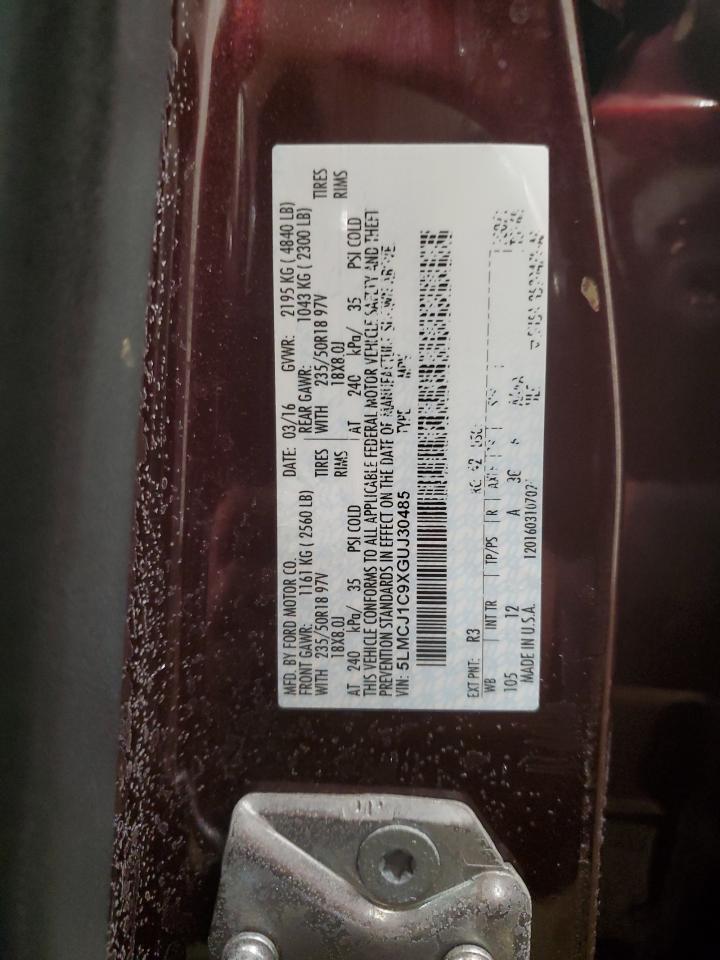 MFD. BY FORD MOTOR CO.
DATE: 03/16 GVWR: 2195 KG ( 4840 LB)
FRONT GAWR: 1161 KG ( 2560 LB)
REAR GAWR: 1043 KG ( 2300 LB)
WITH 235/50R18 97V TIRES
WITH 235/50R18 97V TIRES
18X8.0J RIMS
18X8.0J RIMS
AT 240 kPa/ 35 PSI COLD
AT 240 kPa/ 35 PSI COLD
THIS VEHICLE CONFORMS TO ALL APPLICABLE FEDERAL MOTOR VEHICLE SAFETY AND THEFT
PREVENTION STANDARDS IN EFFECT ON THE DATE OF MANUFACTURE SHOWN ABOVE.
VIN: 5LMCJ1C9XGUJ30485
TYPE MPV
EXT PNT: R3
WB INT TR TP/PS R
105 12 A
MADE IN U.S.A.